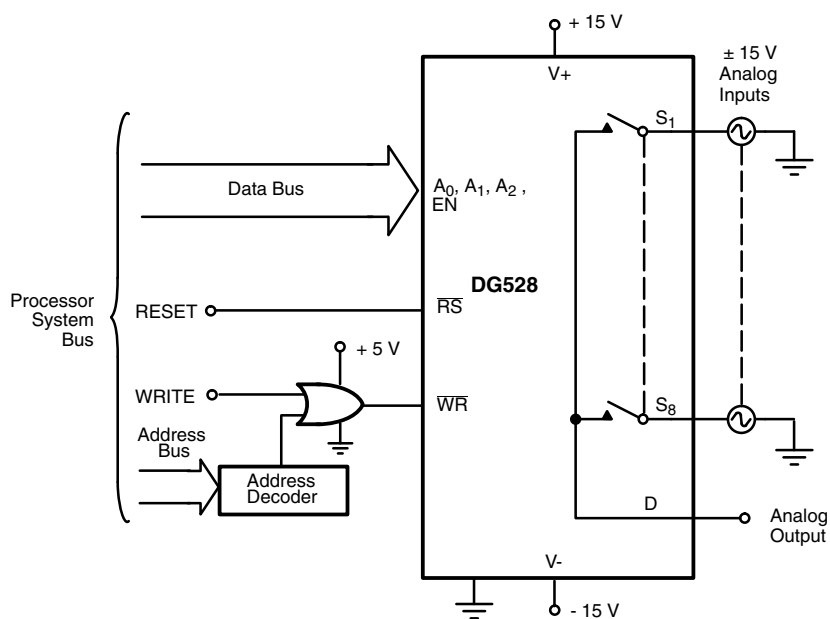 + 15 V
V+
± 15 V
Analog
Inputs
S1
Data Bus
A0, A1, A2 ,
EN
DG528
Processor
System
Bus
RESET
RS
+ 5 V
WRITE
WR
S8
Address
Bus
Address
Decoder
D
Analog
Output
V-
- 15 V